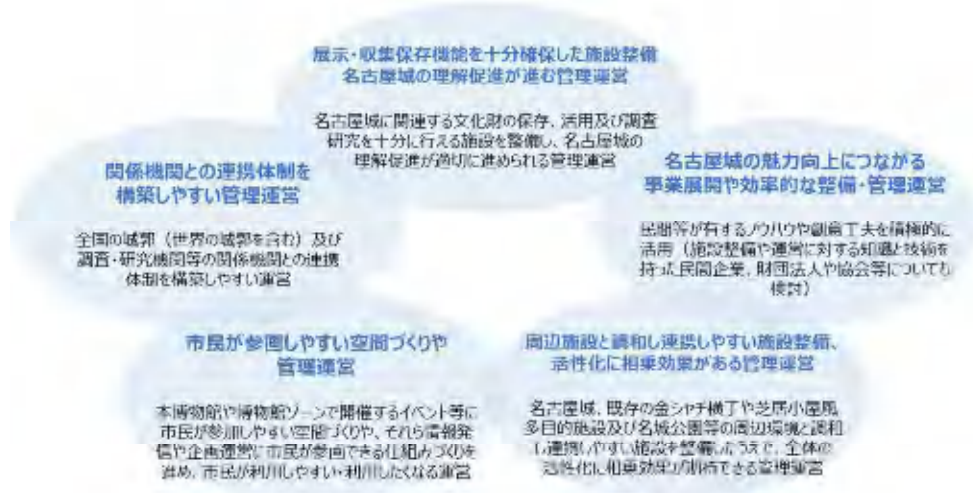 展示・収集保存機能を十分確保した施設整備
名古屋城の理解促進が進む管理運営
名古屋城に関連する文化財の保存、活用及び調査
研究を十分に行える施設を整備し、名古屋城の
理解促進が適切に進められる管理運営
関係機関との連携体制を
構築しやすい管理運営
全国の城郭（世界の城郭を含む）及び
調査・研究機関等の関係機関との連携
体制を構築しやすい運営
名古屋城の魅力向上につながる
事業展開や効率的な整備・管理運営
民間等が有するノウハウや創意工夫を積極的に
活用（施設整備や運営に対する知識と技術を
持った民間企業、財団法人や協会等についても
検討）
市民が参画しやすい空間づくりや
管理運営
本博物館や博物館ゾーンで開催するイベント等に
市民が参加しやすい空間づくりや、それら情報発
信や企画運営に市民が参画できる仕組みづくりを
進め、市民が利用しやすい・利用したくなる運営
周辺施設と調和し連携しやすい施設整備、
活性化に相乗効果がある管理運営
名古屋城、既存の金シャチ横丁や芝居小屋風
多目的施設及び名城公園等の周辺環境と調和
し連携しやすい施設を整備したうえで、全体の
活性化に相乗効果が期待できる管理運営